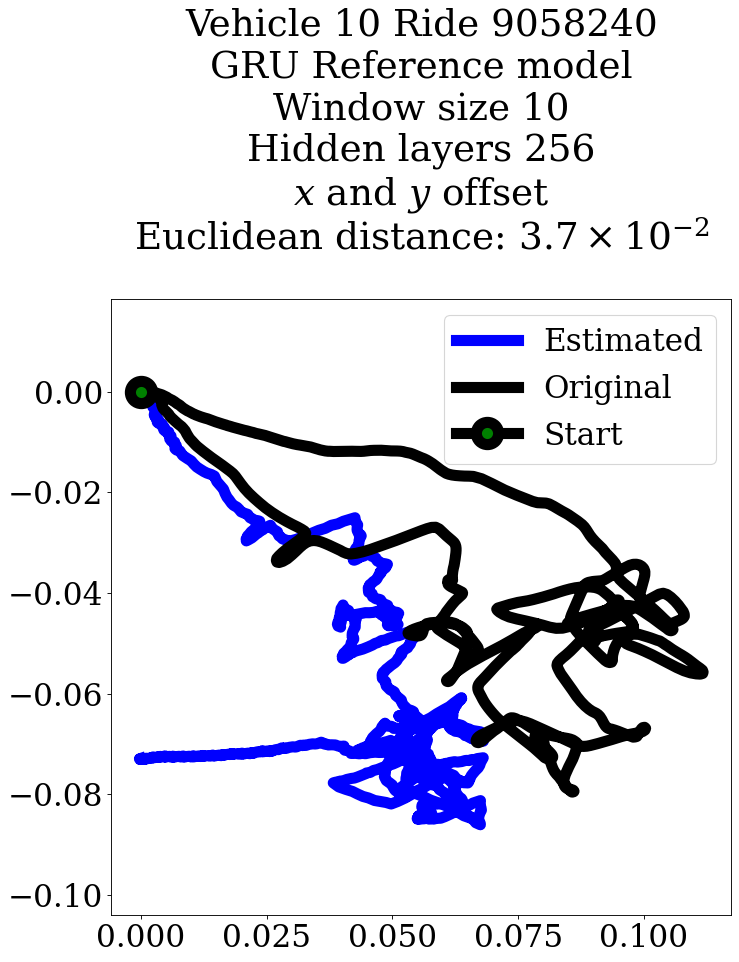 Vehicle 10 Ride 9058240
GRU Reference model
Window size 10
Hidden layers 256
x and y offset
Euclidean distance: 3.7 × 10⁻²
Estimated
Original
Start
0.00
−0.02
−0.04
−0.06
−0.08
−0.10
0.000 0.025 0.050 0.075 0.100